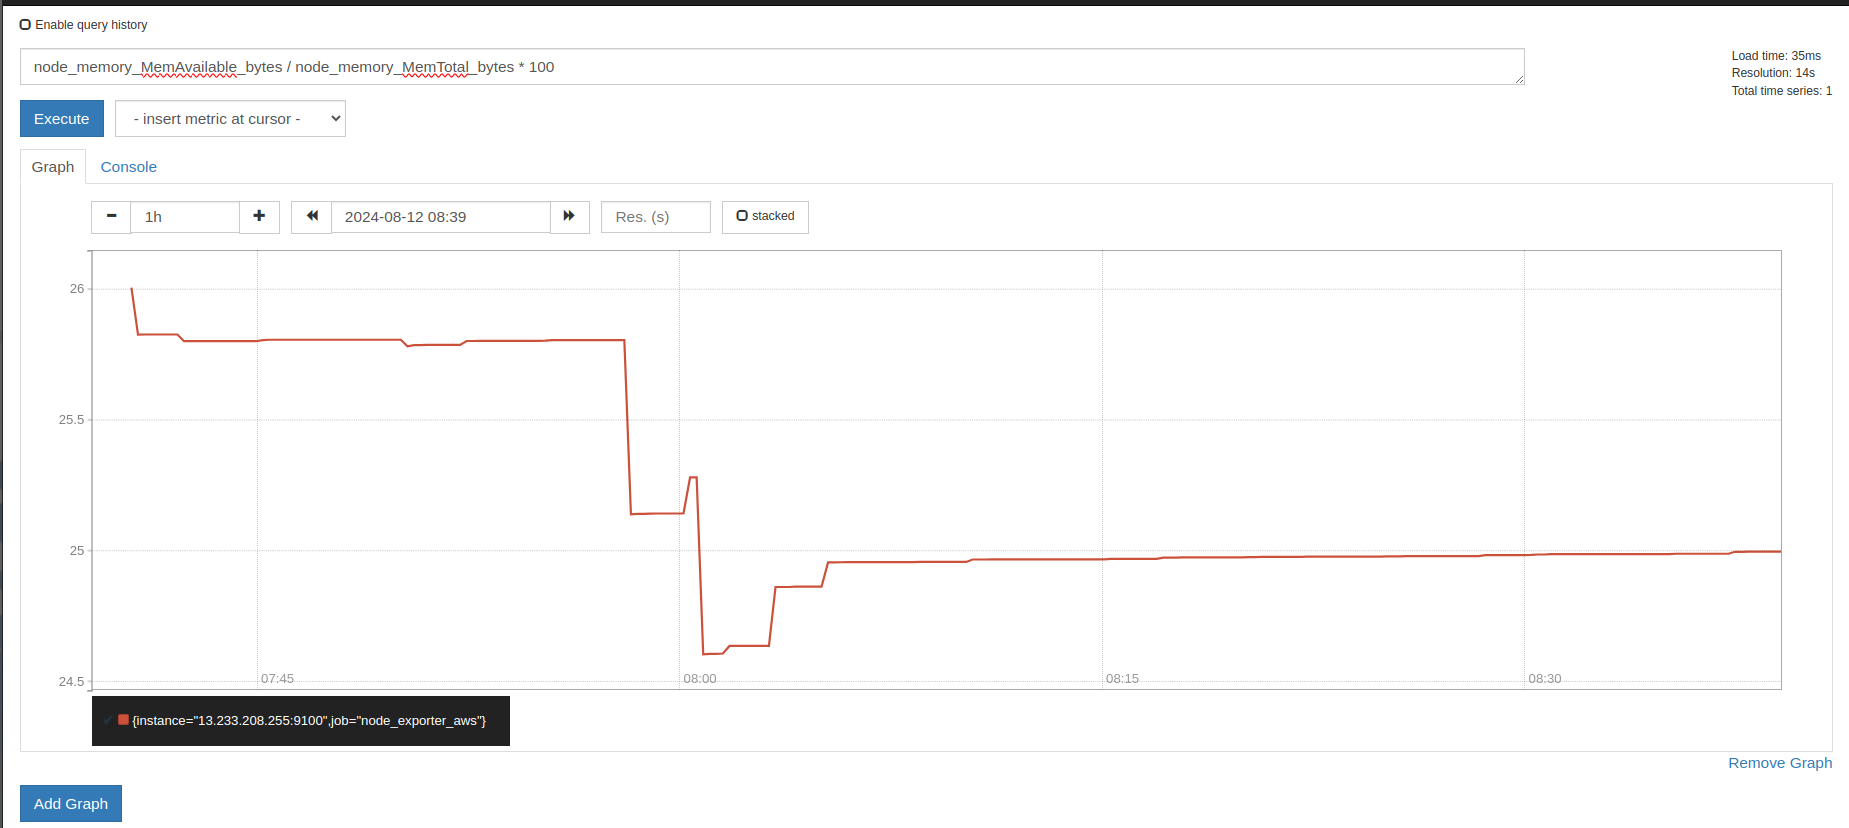 Enable query history
node_memory_MemAvailable_bytes / node_memory_MemTotal_bytes * 100
Load time: 35ms
Resolution: 14s
Total time series: 1
Execute
- insert metric at cursor -
Graph
Console
1h
2024-08-12 08:39
Res. (s)
stacked
26
25.5
25
24.5
07:45
08:00
08:15
08:30
{instance="13.233.208.255:9100",job="node_exporter_aws"}
Remove Graph
Add Graph